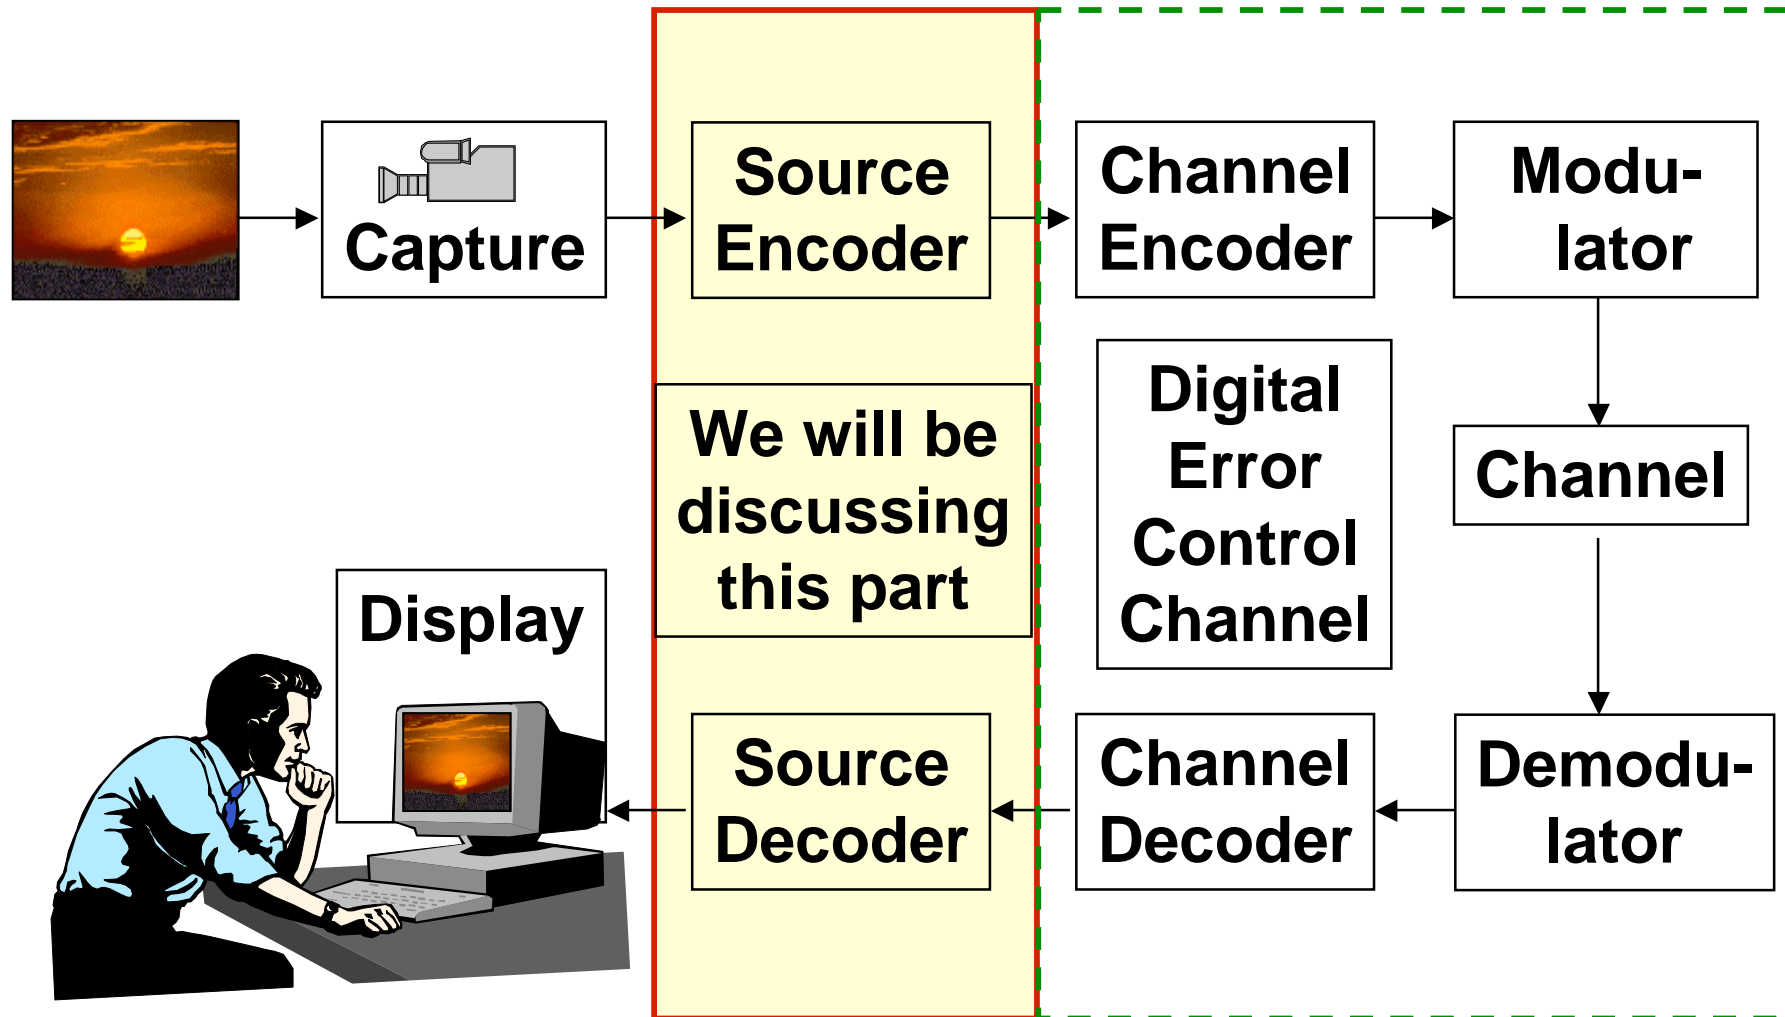 Capture
Source
Encoder
Channel
Encoder
Modu-
lator
We will be
discussing
this part
Digital
Error
Control
Channel
Channel
Display
Source
Decoder
Channel
Decoder
Demodu-
lator